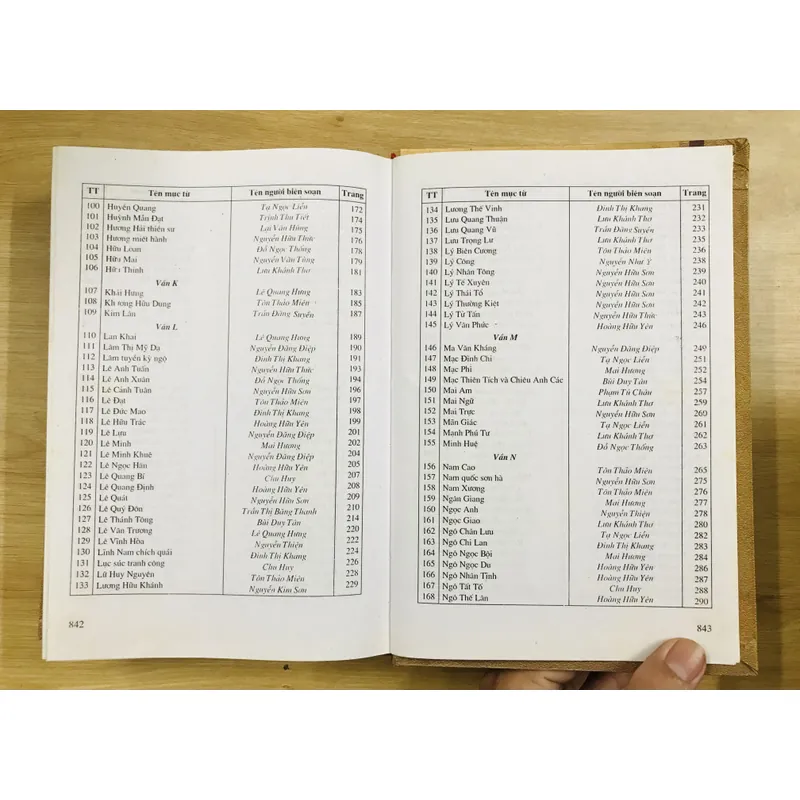 TT Tên mục từ Tên người biên soạn Trang
100 Huyền Quang Tạ Ngọc Liễn 172
101 Huỳnh Mẫn Đạt Trịnh Thu Tiết 174
102 Hương Hải thiền sư Lại Văn Hùng 175
103 Hương miệt hành Nguyễn Hữu Thức 176
104 Hữu Loan Đỗ Ngọc Thống 178
105 Hữu Mai Nguyễn Văn Tùng 179
106 Hữu Thỉnh Lưu Khánh Thơ 181
Vần K
107 Khái Hưng Lê Quang Hưng 183
108 Khương Hữu Dụng Tôn Thảo Miên 185
109 Kim Lân Trần Đăng Suyền 187
Vần L
110 Lan Khai Lê Quang Hưng 189
111 Lâm Thị Mỹ Dạ Nguyễn Đăng Điệp 190
112 Lâm tuyền kỳ ngộ Đinh Thị Khang 191
113 Lê Anh Tuấn Nguyễn Hữu Thức 193
114 Lê Anh Xuân Đỗ Ngọc Thống 194
115 Lê Cảnh Tuân Nguyễn Hữu Sơn 196
116 Lê Đạt Tôn Thảo Miên 197
117 Lê Đức Mao Đinh Thị Khang 198
118 Lê Hữu Trác Hoàng Hữu Yên 199
119 Lê Lựu Nguyễn Đăng Điệp 201
120 Lê Minh Mai Hương 202
121 Lê Minh Khuê Nguyễn Đăng Điệp 204
122 Lê Ngọc Hân Hoàng Hữu Yên 205
123 Lê Quang Bí Chu Huy 207
124 Lê Quang Định Hoàng Hữu Yên 208
125 Lê Quát Nguyễn Hữu Sơn 209
126 Lê Quý Đôn Trần Thị Băng Thanh 210
127 Lê Thánh Tông Bùi Duy Tân 214
128 Lê Văn Trương Lê Quang Hưng 220
129 Lê Vĩnh Hòa Nguyễn Thiện 222
130 Lĩnh Nam chích quái Đinh Thị Khang 224
131 Lục súc tranh công Chu Huy 226
132 Lữ Huy Nguyên Tôn Thảo Miên 228
133 Lương Hữu Khánh Nguyễn Kim Sơn 229
842
TT Tên mục từ Tên người biên soạn Trang
134 Lương Thế Vinh Đinh Thị Khang 231
135 Lưu Quang Thuận Lưu Khánh Thơ 232
136 Lưu Quang Vũ Trần Đăng Suyền 233
137 Lưu Trọng Lư Lưu Khánh Thơ 235
138 Lý Biên Cương Tôn Thảo Miên 236
139 Lý Công Nguyễn Như Ý 238
140 Lý Nhân Tông Nguyễn Hữu Sơn 239
141 Lý Tế Xuyên Nguyễn Hữu Sơn 240
142 Lý Thái Tổ Nguyễn Hữu Sơn 241
143 Lý Thường Kiệt Nguyễn Hữu Sơn 242
144 Lý Tử Tấn Nguyễn Hữu Thức 243
145 Lý Văn Phức Hoàng Hữu Yên 246
Vần M
146 Ma Văn Kháng Nguyễn Đăng Điệp 249
147 Mạc Đĩnh Chi Tạ Ngọc Liễn 251
148 Mạc Phi Mai Hương 252
149 Mạc Thiên Tích và Chiêu Anh Các Bùi Duy Tân 254
150 Mai Am Phạm Tú Châu 257
151 Mai Ngữ Lưu Khánh Thơ 259
152 Mai Trực Nguyễn Hữu Sơn 260
153 Mãn Giác Tạ Ngọc Liễn 261
154 Mạnh Phú Tư Lưu Khánh Thơ 262
155 Minh Huệ Đỗ Ngọc Thống 263
Vần N
156 Nam Cao Tôn Thảo Miên 265
157 Nam quốc sơn hà Nguyễn Hữu Sơn 275
158 Nam Xương Tôn Thảo Miên 276
159 Ngân Giang Mai Hương 277
160 Ngọc Anh Nguyễn Thiện 278
161 Ngọc Giao Lưu Khánh Thơ 280
162 Ngô Chân Lưu Tạ Ngọc Liễn 282
163 Ngô Chi Lan Đinh Thị Khang 283
164 Ngô Ngọc Bội Mai Hương 284
165 Ngô Ngọc Du Hoàng Hữu Yên 286
166 Ngô Nhân Tĩnh Hoàng Hữu Yên 287
167 Ngô Tất Tố Chu Huy 288
168 Ngô Thế Lân Hoàng Hữu Yên 290
843